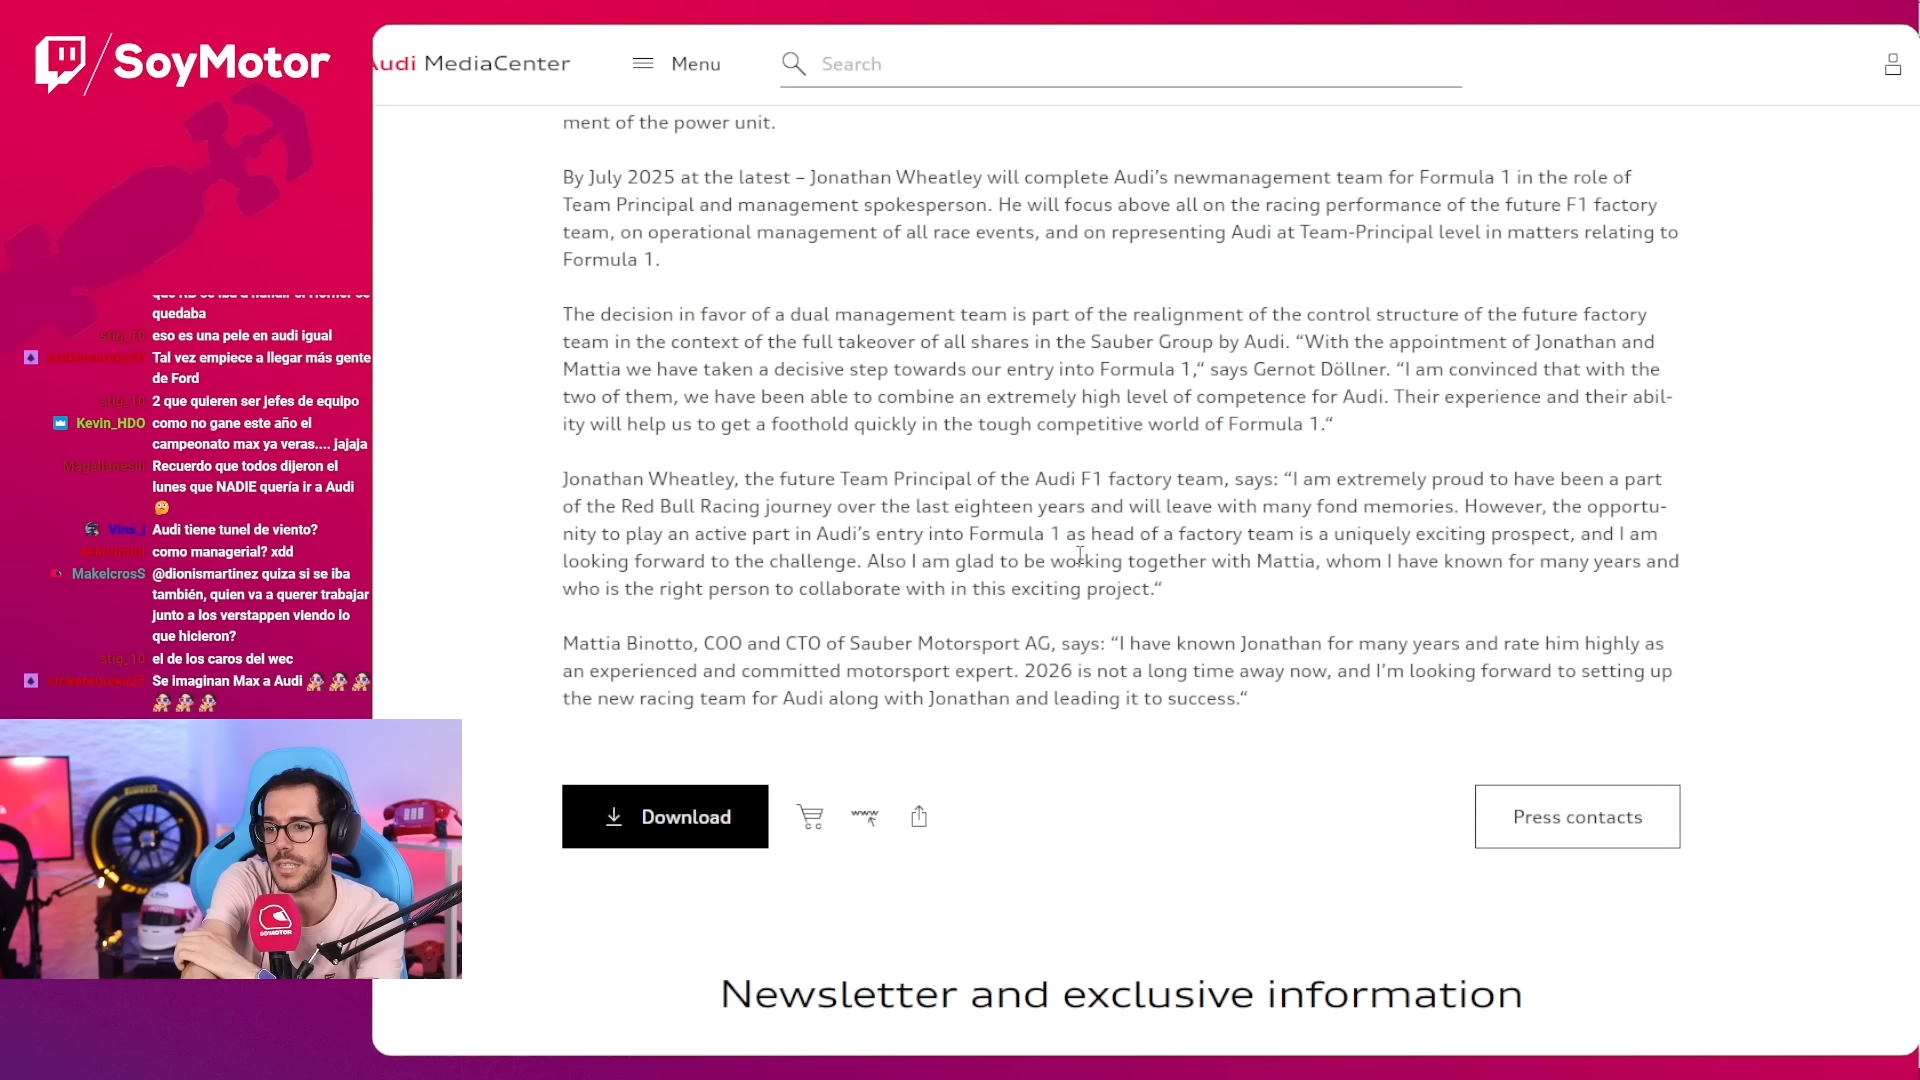 SoyMotor
Audi MediaCenter
Menu
Search
ment of the power unit.
By July 2025 at the latest – Jonathan Wheatley will complete Audi’s newmanagement team for Formula 1 in the role of
Team Principal and management spokesperson. He will focus above all on the racing performance of the future F1 factory
team, on operational management of all race events, and on representing Audi at Team-Principal level in matters relating to
Formula 1.
The decision in favor of a dual management team is part of the realignment of the control structure of the future factory
team in the context of the full takeover of all shares in the Sauber Group by Audi. “With the appointment of Jonathan and
Mattia we have taken a decisive step towards our entry into Formula 1,“ says Gernot Döllner. “I am convinced that with the
two of them, we have been able to combine an extremely high level of competence for Audi. Their experience and their abil-
ity will help us to get a foothold quickly in the tough competitive world of Formula 1.“
Jonathan Wheatley, the future Team Principal of the Audi F1 factory team, says: “I am extremely proud to have been a part
of the Red Bull Racing journey over the last eighteen years and will leave with many fond memories. However, the opportu-
nity to play an active part in Audi’s entry into Formula 1 as head of a factory team is a uniquely exciting prospect, and I am
looking forward to the challenge. Also I am glad to be working together with Mattia, whom I have known for many years and
who is the right person to collaborate with in this exciting project.“
Mattia Binotto, COO and CTO of Sauber Motorsport AG, says: “I have known Jonathan for many years and rate him highly as
an experienced and committed motorsport expert. 2026 is not a long time away now, and I’m looking forward to setting up
the new racing team for Audi along with Jonathan and leading it to success.“
Download
www
Press contacts
Newsletter and exclusive information
que RB se iba a hundir si Horner se
quedaba
stig_10 eso es una pele en audi igual
Tal vez empiece a llegar más gente
de Ford
stig_10 2 que quieren ser jefes de equipo
Kevin_HDO como no gane este año el
campeonato max ya veras.... jajaja
Recuerdo que todos dijeron el
lunes que NADIE quería ir a Audi
Vins_i Audi tiene tunel de viento?
como managerial? xdd
MakelcrosS @dionismartinez quiza si se iba
también, quien va a querer trabajar
junto a los verstappen viendo lo
que hicieron?
stig_10 el de los caros del wec
Se imaginan Max a Audi
SOYMOTOR